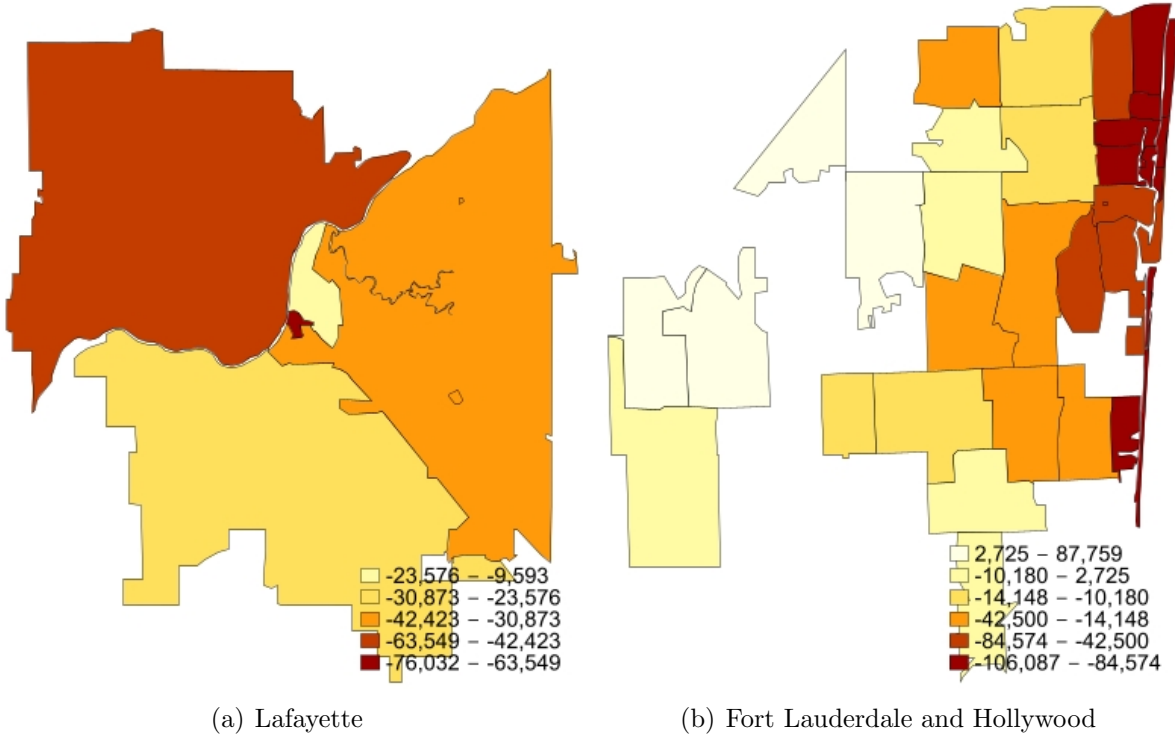 -23,576 – -9,593
-30,873 – -23,576
-42,423 – -30,873
-63,549 – -42,423
-76,032 – -63,549
2,725 – 87,759
-10,180 – 2,725
-14,148 – -10,180
-42,500 – -14,148
-84,574 – -42,500
-106,087 – -84,574
(a) Lafayette
(b) Fort Lauderdale and Hollywood